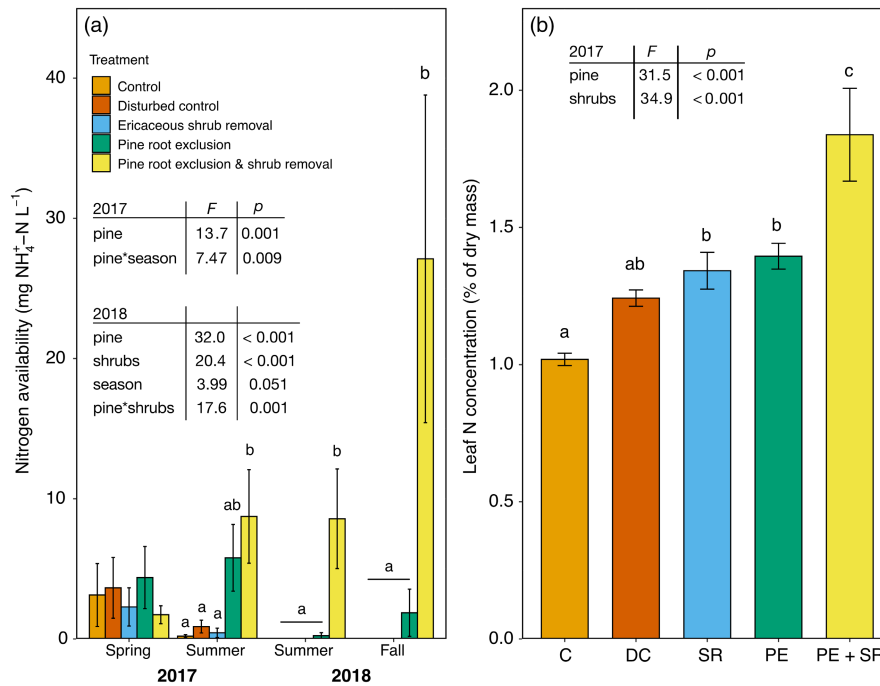 (a)
Treatment
Control
Disturbed control
Ericaceous shrub removal
Pine root exclusion
Pine root exclusion & shrub removal
2017 F p
pine 13.7 0.001
pine*season 7.47 0.009
2018
pine 32.0 < 0.001
shrubs 20.4 < 0.001
season 3.99 0.051
pine*shrubs 17.6 0.001
Nitrogen availability (mg NH₄⁺–N L⁻¹)
40
30
20
10
0
a a a ab b
a b
a b
Spring Summer Summer Fall
2017 2018
(b)
2017 F p
pine 31.5 < 0.001
shrubs 34.9 < 0.001
Leaf N concentration (% of dry mass)
2.0
1.5
1.0
0.5
0.0
a ab b b c
C DC SR PE PE + SR